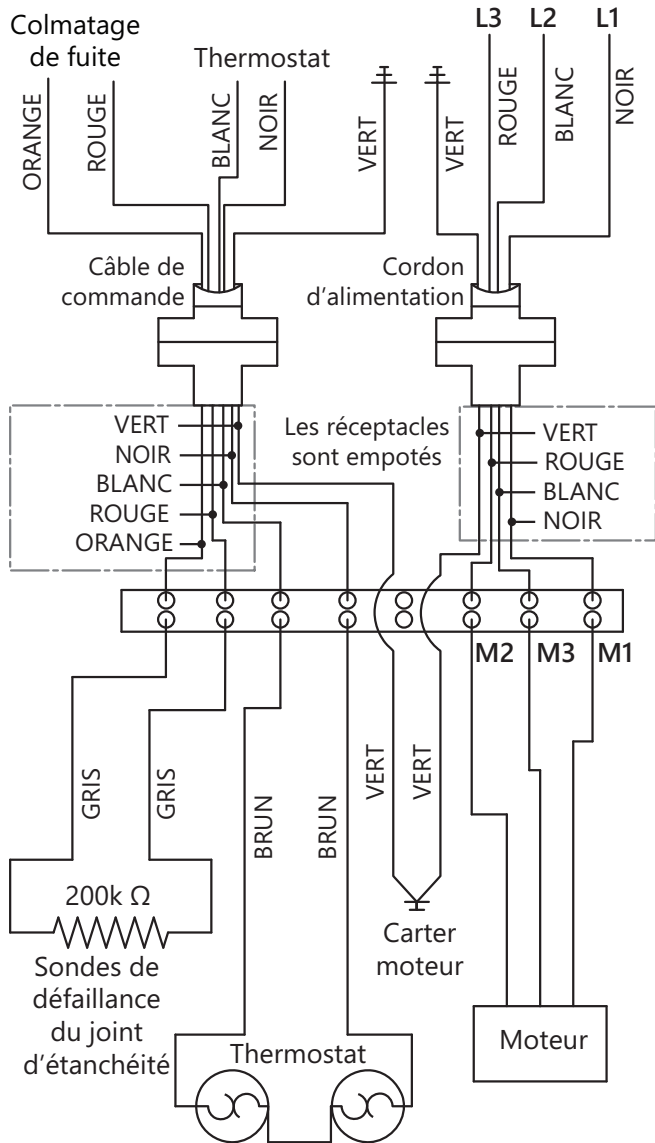 Colmatage
de fuite
Thermostat
L3
L2
L1
ORANGE
ROUGE
BLANC
NOIR
VERT
VERT
ROUGE
BLANC
NOIR
Câble de
commande
Cordon
d'alimentation
VERT
NOIR
BLANC
ROUGE
ORANGE
Les réceptacles
sont empotés
VERT
ROUGE
BLANC
NOIR
M2
M3
M1
GRIS
GRIS
BRUN
BRUN
VERT
VERT
200k Ω
Sondes de
défaillance
du joint
d'étanchéité
Carter
moteur
Thermostat
Moteur